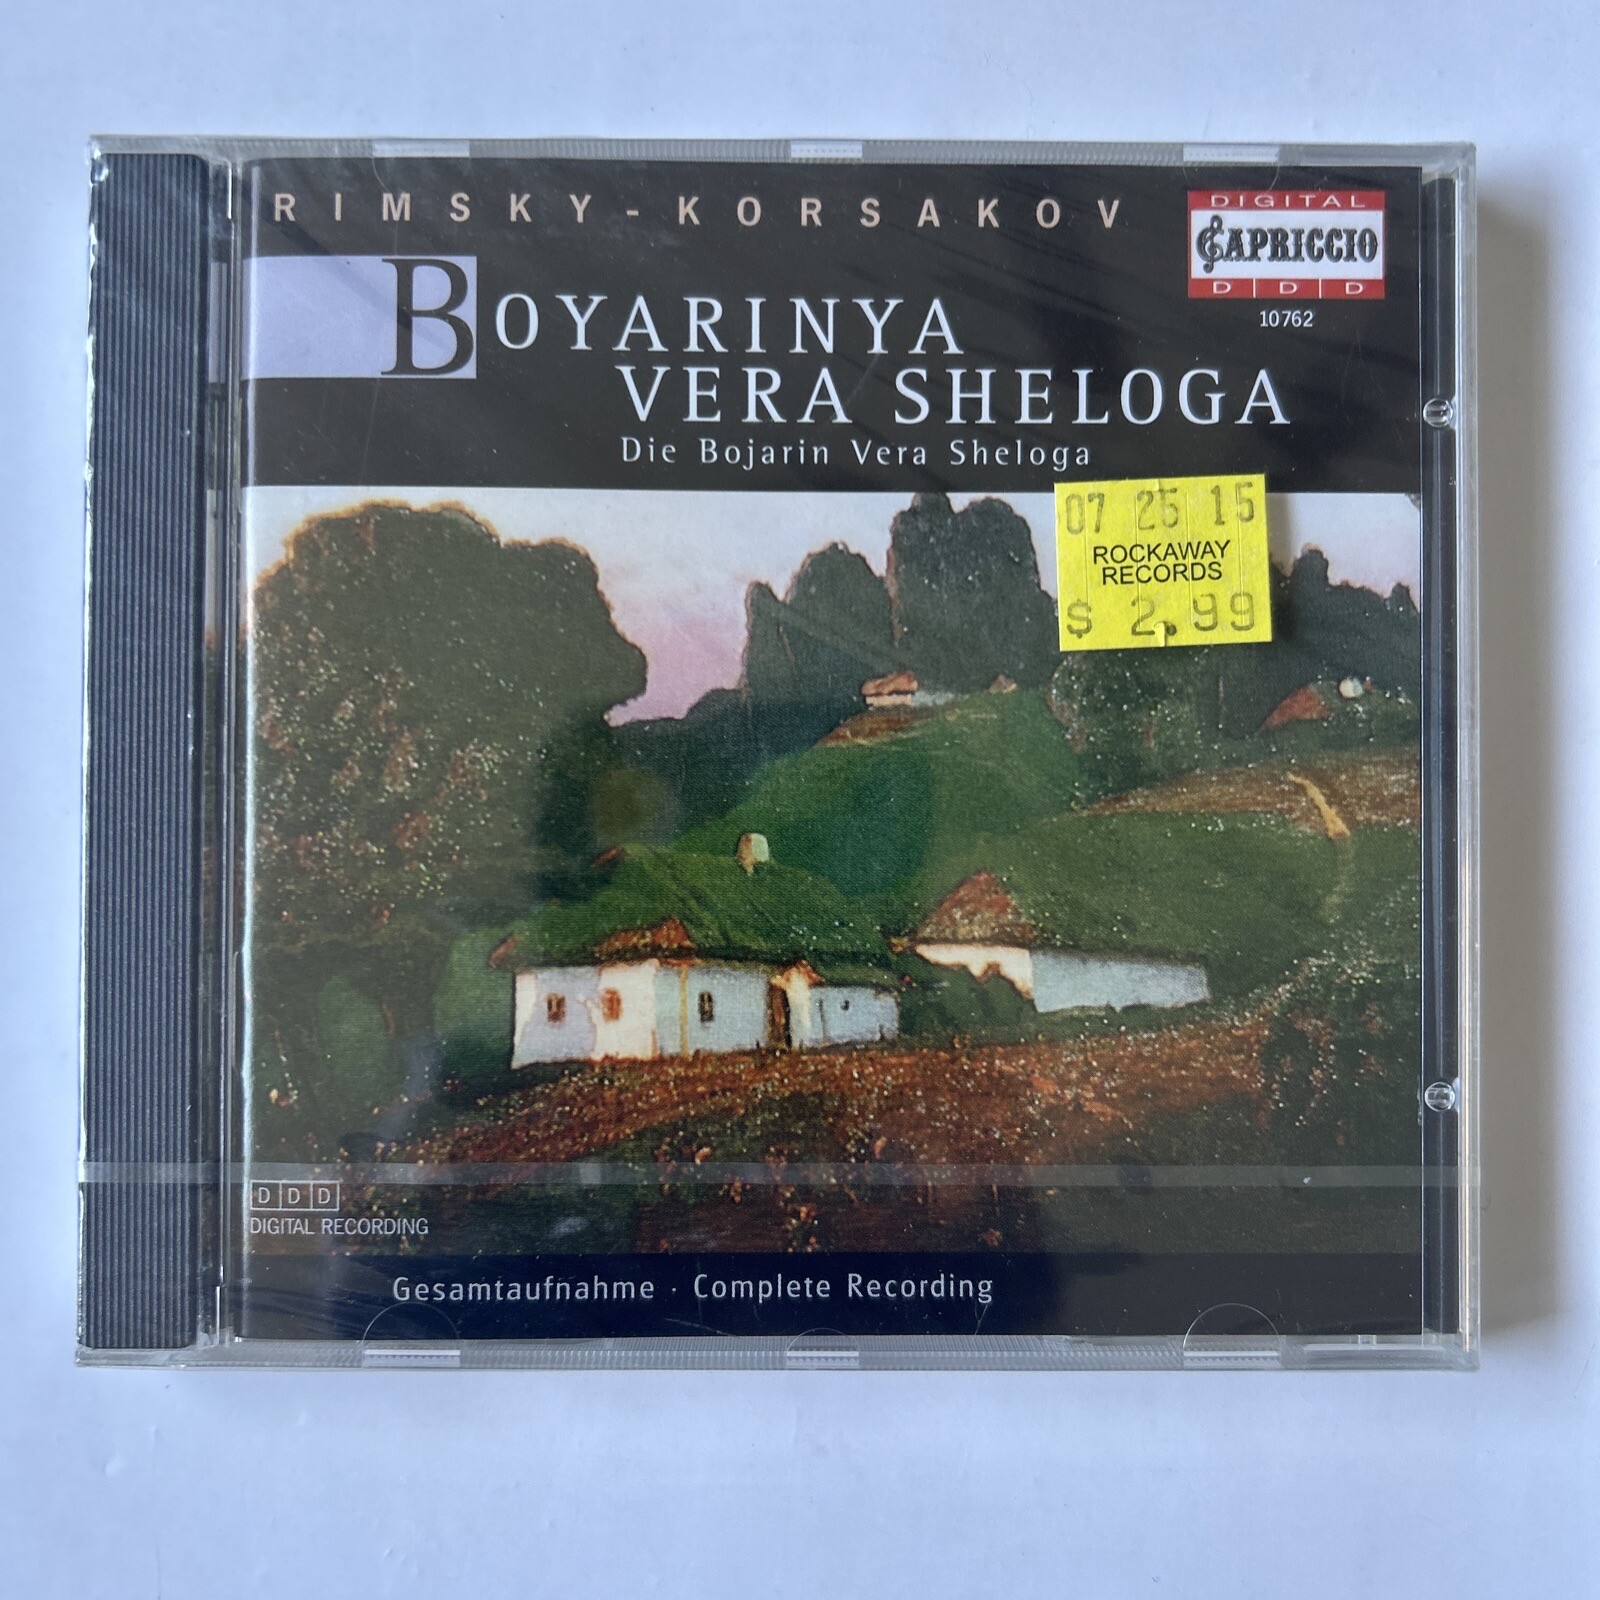 RIMSKY-KORSAKOV
DIGITAL
CAPRICCIO
D D D
10762
BOYARINYA
VERA SHELOGA
Die Bojarin Vera Sheloga
07 25 15
ROCKAWAY
RECORDS
$ 2.99
DDD
DIGITAL RECORDING
Gesamtaufnahme · Complete Recording